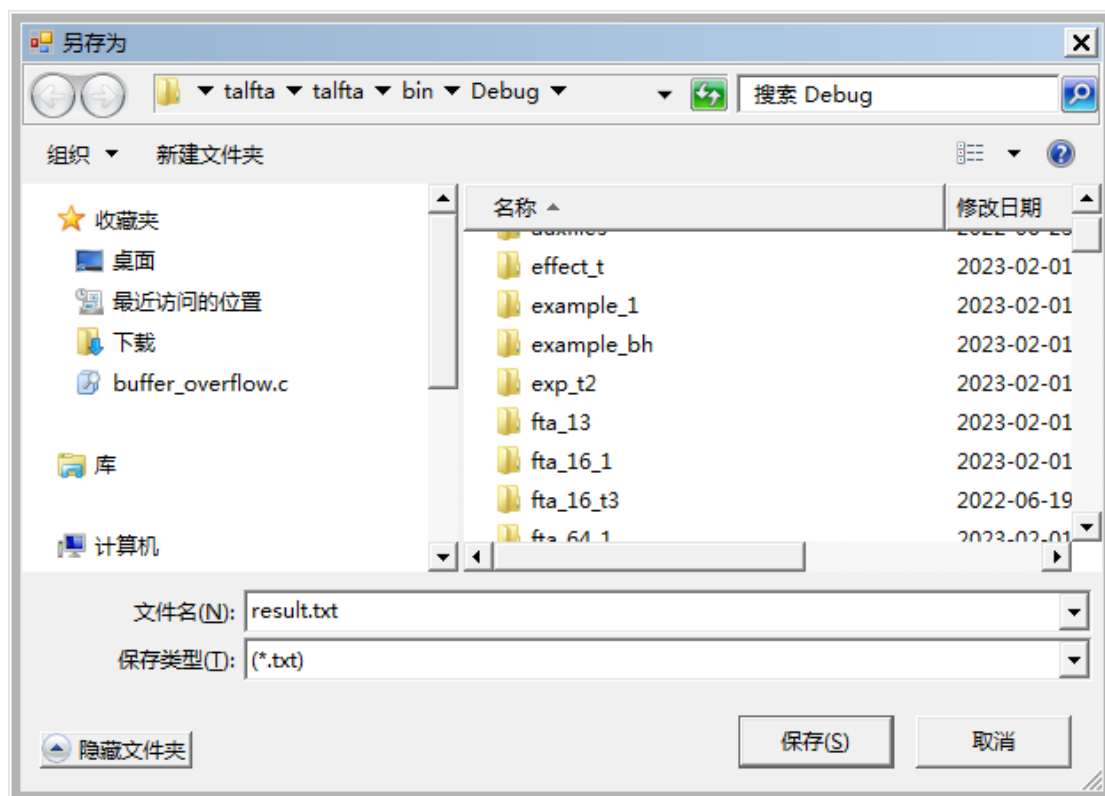 另存为
talfta talfta bin Debug 搜索 Debug
组织 新建文件夹
收藏夹
桌面
最近访问的位置
下载
buffer_overflow.c
库
计算机
名称 修改日期
effect_t 2023-02-01
example_1 2023-02-01
example_bh 2023-02-01
exp_t2 2023-02-01
fta_13 2023-02-01
fta_16_1 2023-02-01
fta_16_t3 2022-06-19
fta_64_1 2023-02-01
文件名(N): result.txt
保存类型(T): (*.txt)
隐藏文件夹 保存(S) 取消